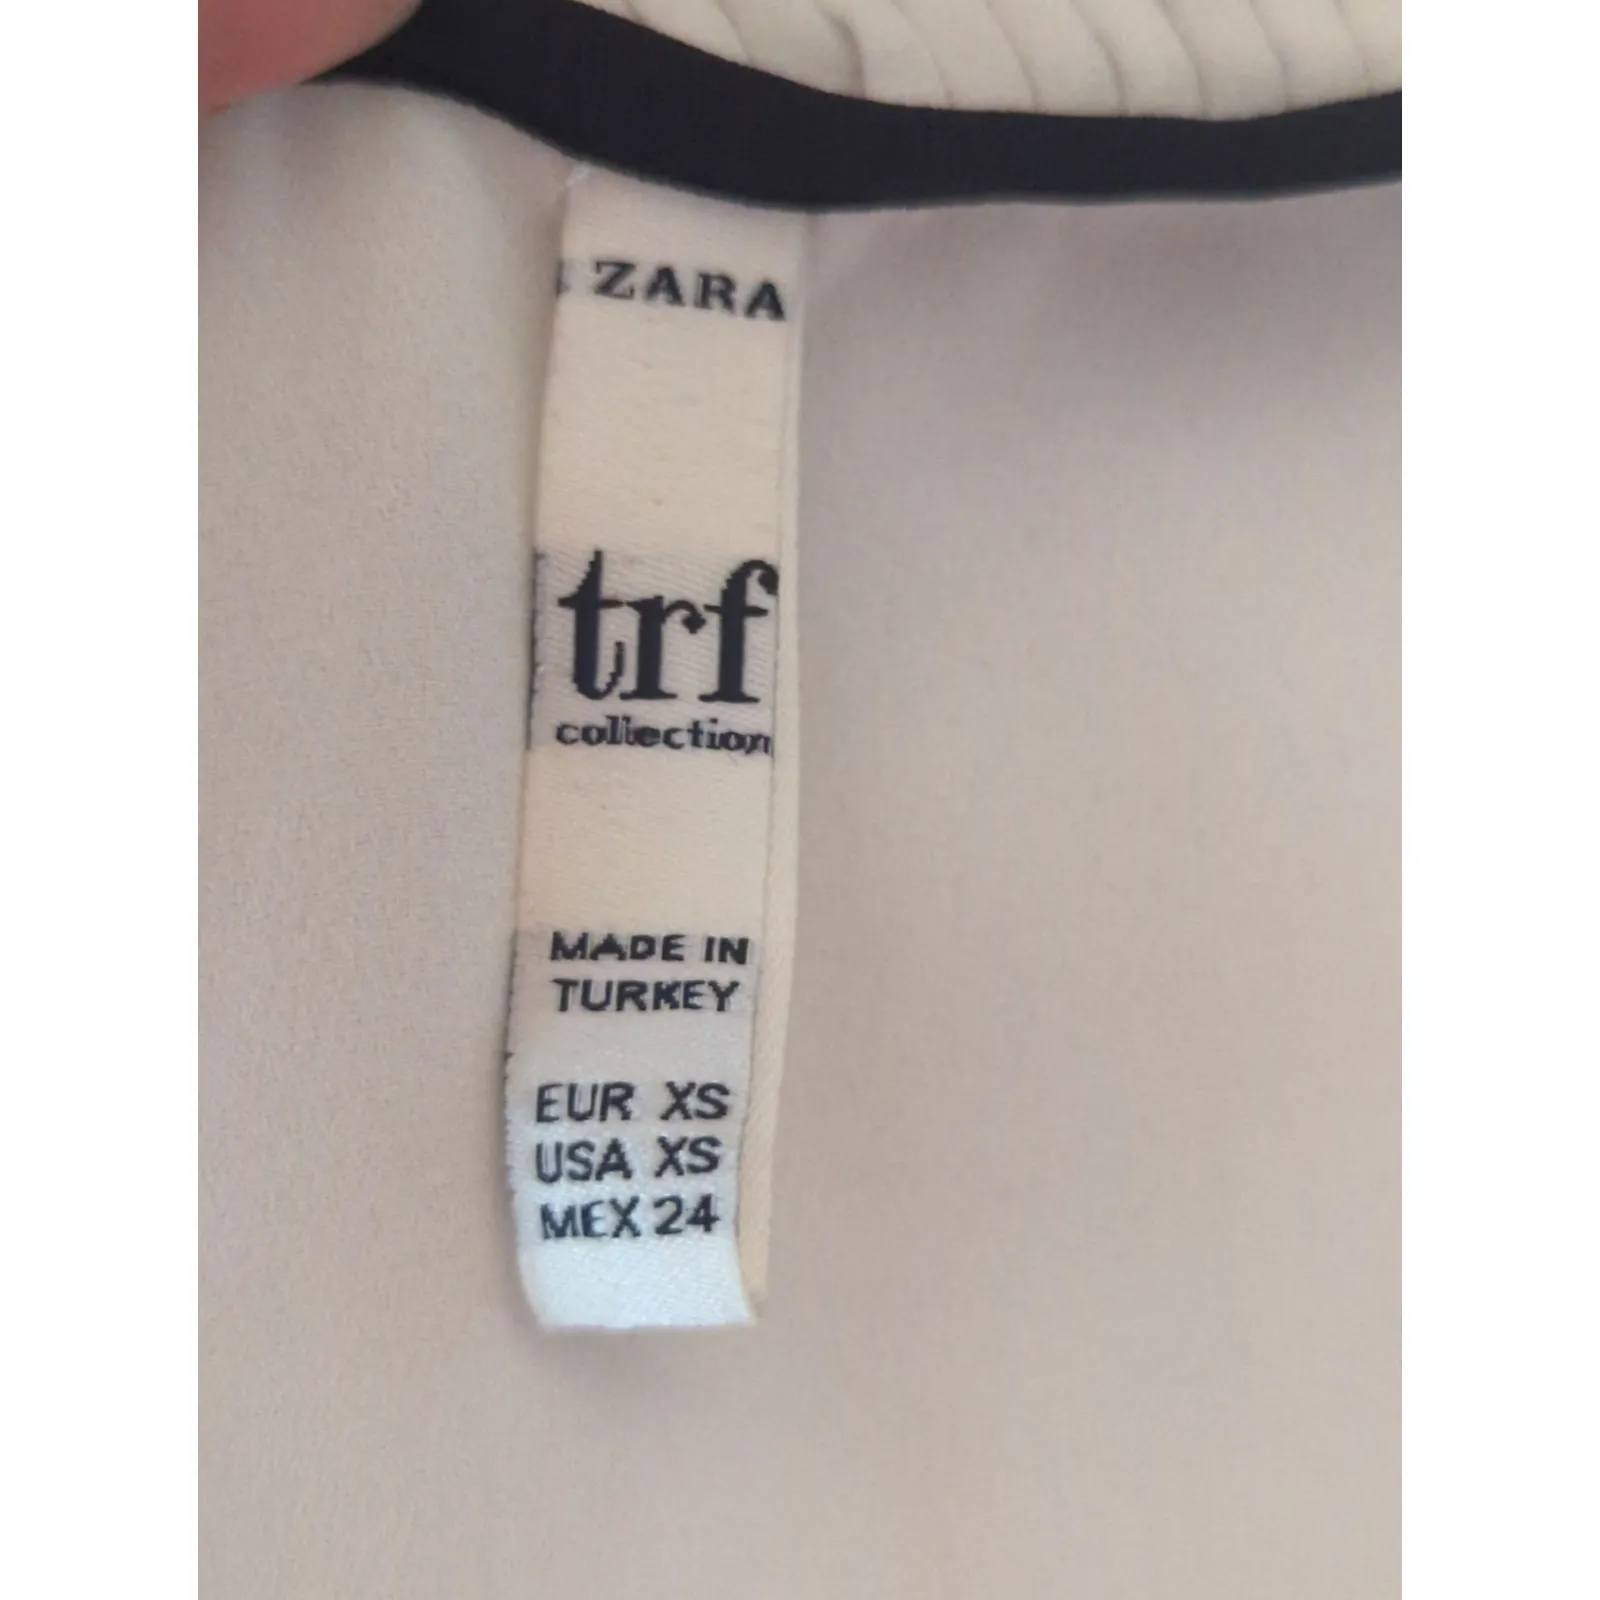 ZARA
trf
collection
MADE IN
TURKEY
EUR XS
USA XS
MEX 24